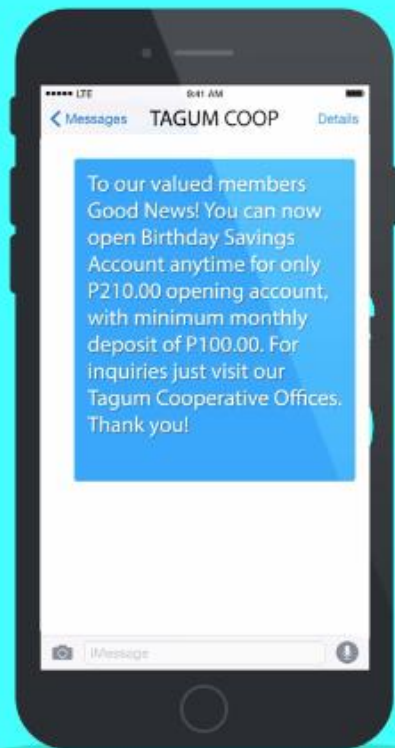 LTE 9:41 AM
Messages TAGUM COOP Details
To our valued members
Good News! You can now
open Birthday Savings
Account anytime for only
P210.00 opening account,
with minimum monthly
deposit of P100.00. For
inquiries just visit our
Tagum Cooperative Offices.
Thank you!
iMessage